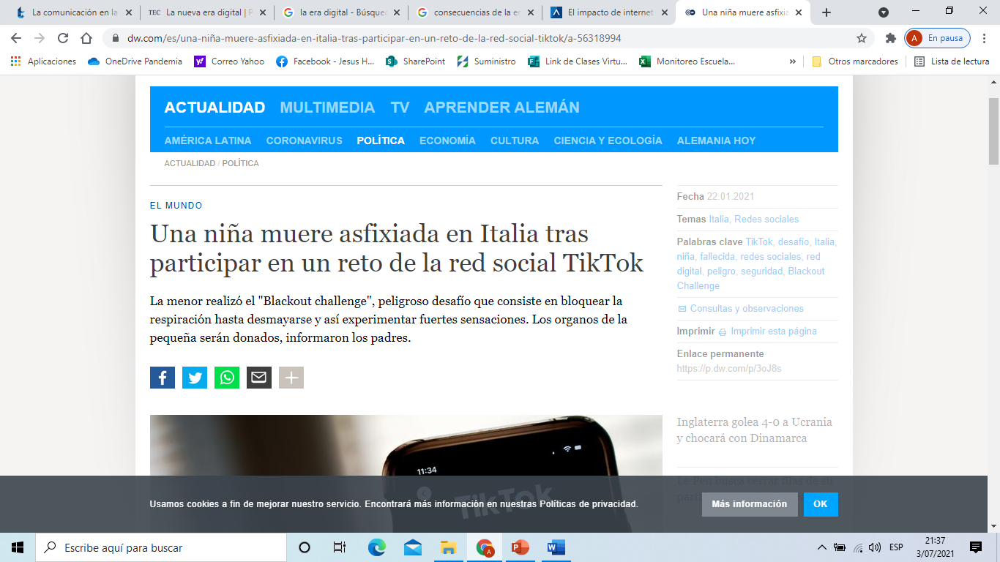 La comunicación en la
La nueva era digital | P
la era digital - Búsque
consecuencias de la er
El impacto de internet
Una niña muere asfixia
dw.com/es/una-niña-muere-asfixiada-en-italia-tras-participar-en-un-reto-de-la-red-social-tiktok/a-56318994
A En pausa
Aplicaciones
OneDrive Pandemia
Correo Yahoo
Facebook - Jesus H...
SharePoint
Suministro
Link de Clases Virtu...
Monitoreo Escuela...
»
Otros marcadores
Lista de lectura
ACTUALIDAD MULTIMEDIA TV APRENDER ALEMÁN
AMÉRICA LATINA CORONAVIRUS POLÍTICA ECONOMÍA CULTURA CIENCIA Y ECOLOGÍA ALEMANIA HOY
ACTUALIDAD / POLÍTICA
EL MUNDO
Una niña muere asfixiada en Italia tras
participar en un reto de la red social TikTok
La menor realizó el "Blackout challenge", peligroso desafío que consiste en bloquear la
respiración hasta desmayarse y así experimentar fuertes sensaciones. Los organos de la
pequeña serán donados, informaron los padres.
Fecha 22.01.2021
Temas Italia, Redes sociales
Palabras clave TikTok, desafío, Italia,
niña, fallecida, redes sociales, red
digital, peligro, seguridad, Blackout
Challenge
Consultas y observaciones
Imprimir Imprimir esta página
Enlace permanente
https://p.dw.com/p/3oJ8s
Inglaterra golea 4-0 a Ucrania
y chocará con Dinamarca
Le Pen busca cerrar filas de su
11:34
TikTok
Usamos cookies a fin de mejorar nuestro servicio. Encontrará más información en nuestras Políticas de privacidad.
Más información
OK
Escribe aquí para buscar
ESP
21:37
3/07/2021